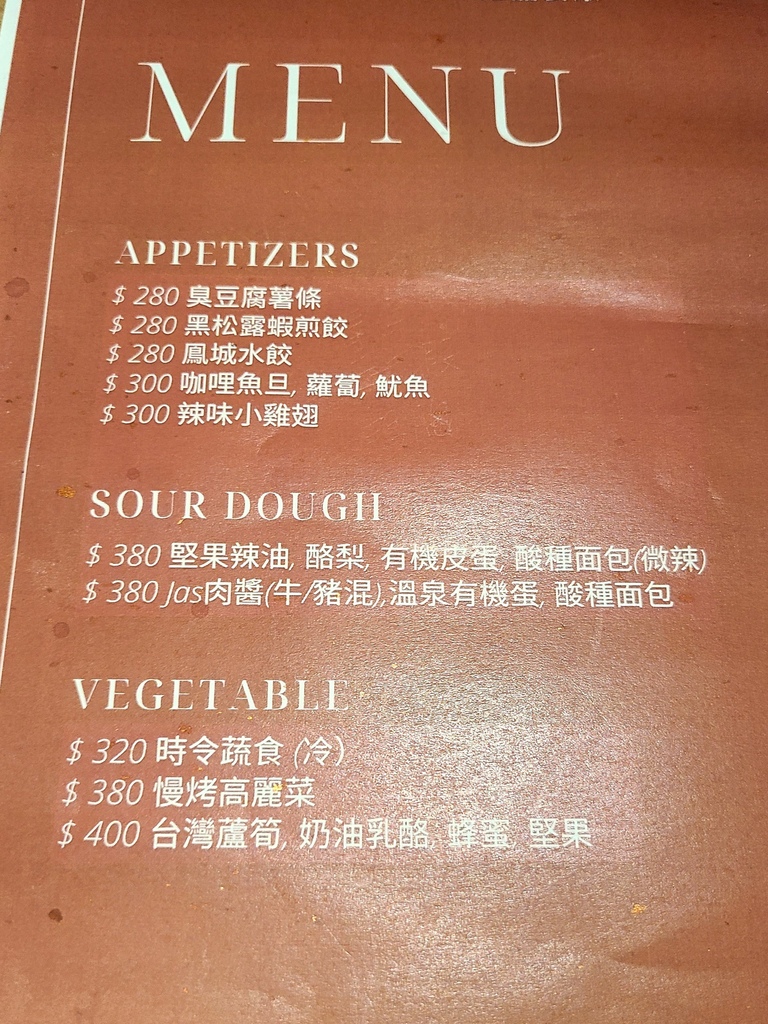 MENU
APPETIZERS
$ 280 臭豆腐薯條
$ 280 黑松露蝦煎餃
$ 280 鳳城水餃
$ 300 咖哩魚旦, 蘿蔔, 魷魚
$ 300 辣味小雞翅
SOUR DOUGH
$ 380 堅果辣油, 酪梨, 有機皮蛋, 酸種面包(微辣)
$ 380 Jas肉醬(牛/豬混),溫泉有機蛋, 酸種面包
VEGETABLE
$ 320 時令蔬食 (冷)
$ 380 慢烤高麗菜
$ 400 台灣蘆筍, 奶油乳酪, 蜂蜜, 堅果